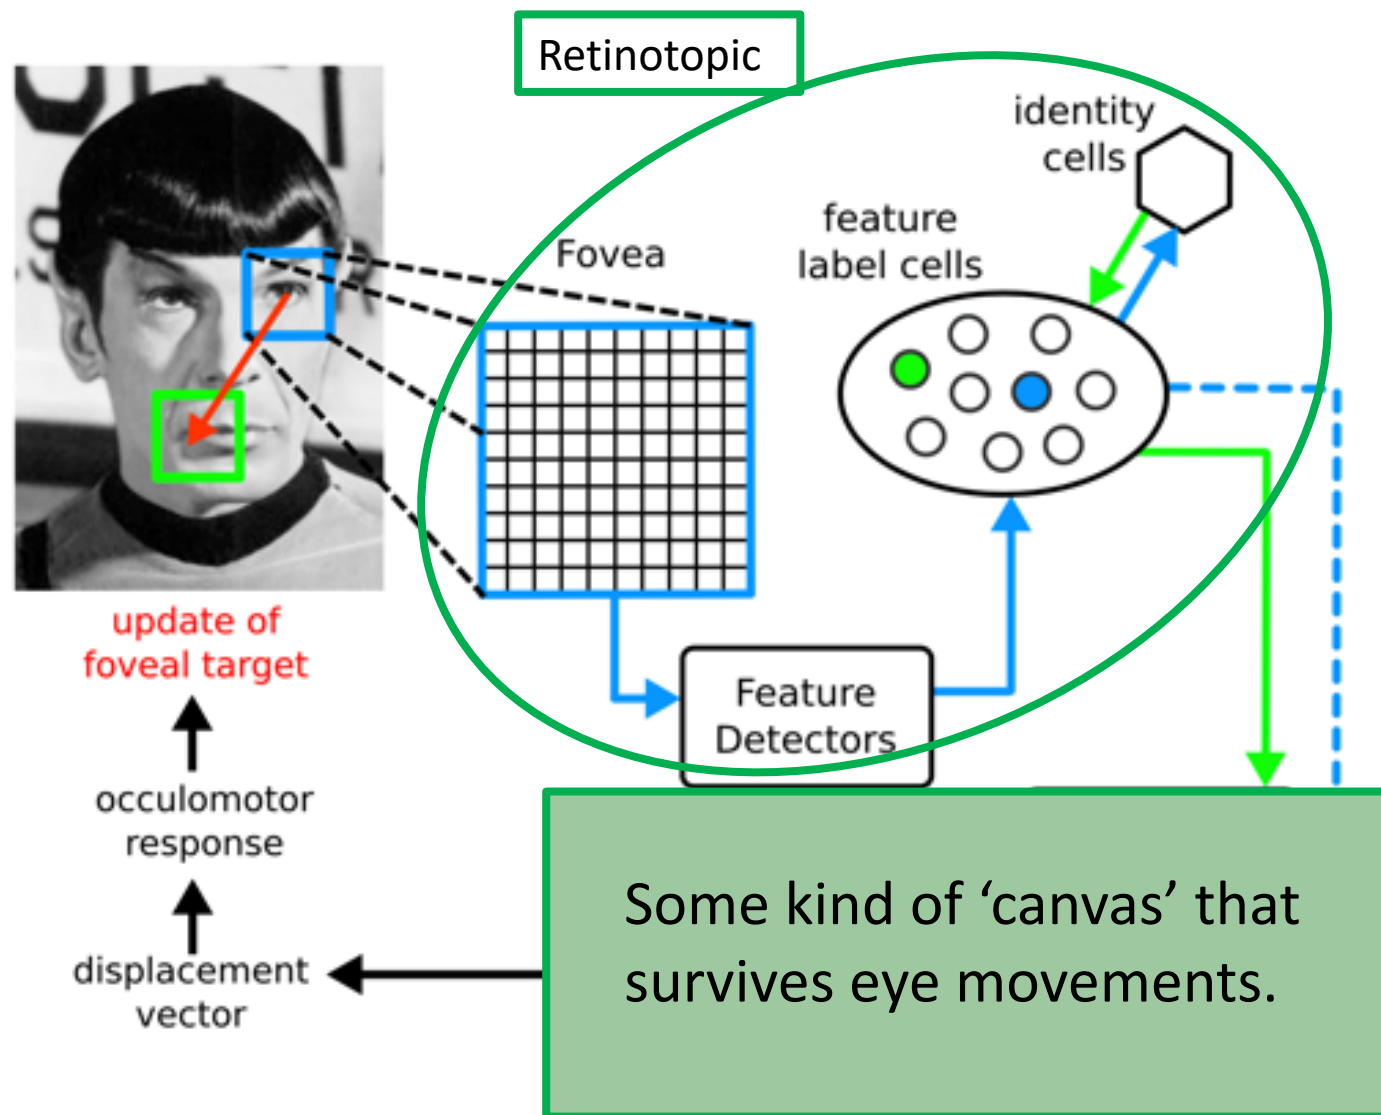 Retinotopic
identity
cells
feature
label cells
Fovea
update of
foveal target
Feature
Detectors
occulomotor
response
displacement
vector
Some kind of ‘canvas’ that
survives eye movements.